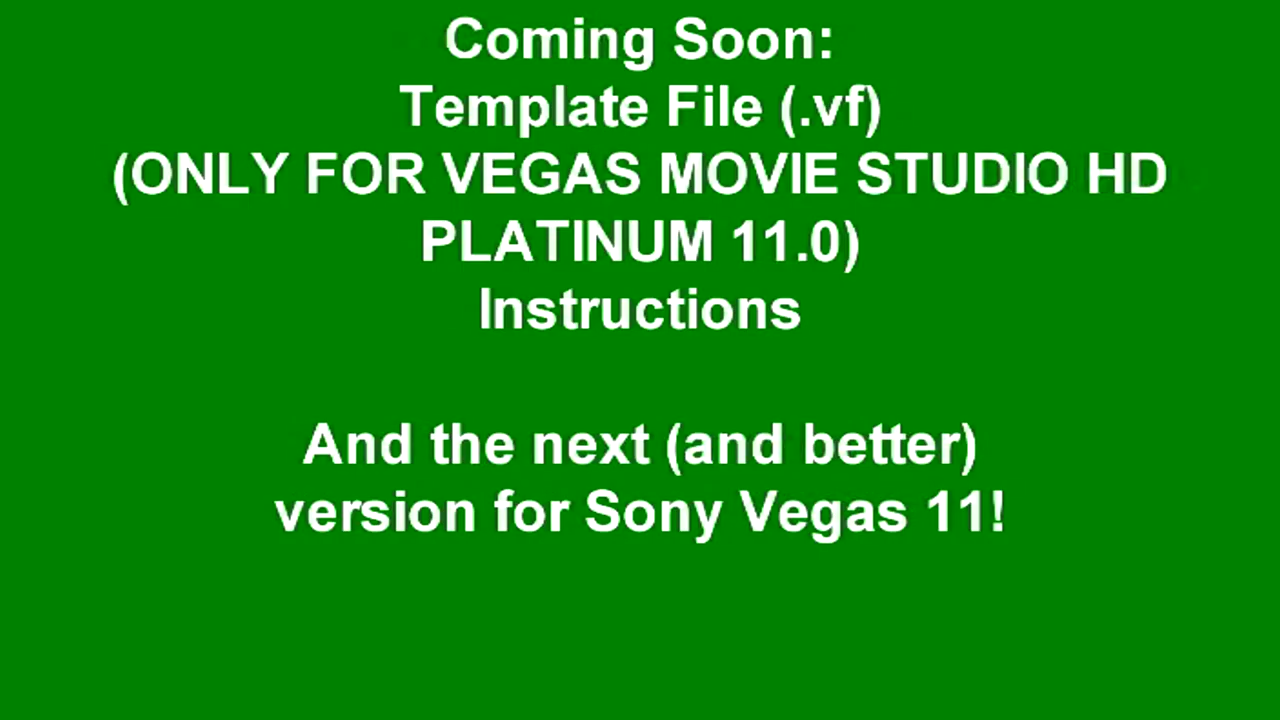 Coming Soon:
Template File (.vf)
(ONLY FOR VEGAS MOVIE STUDIO HD
PLATINUM 11.0)
Instructions
And the next (and better)
version for Sony Vegas 11!